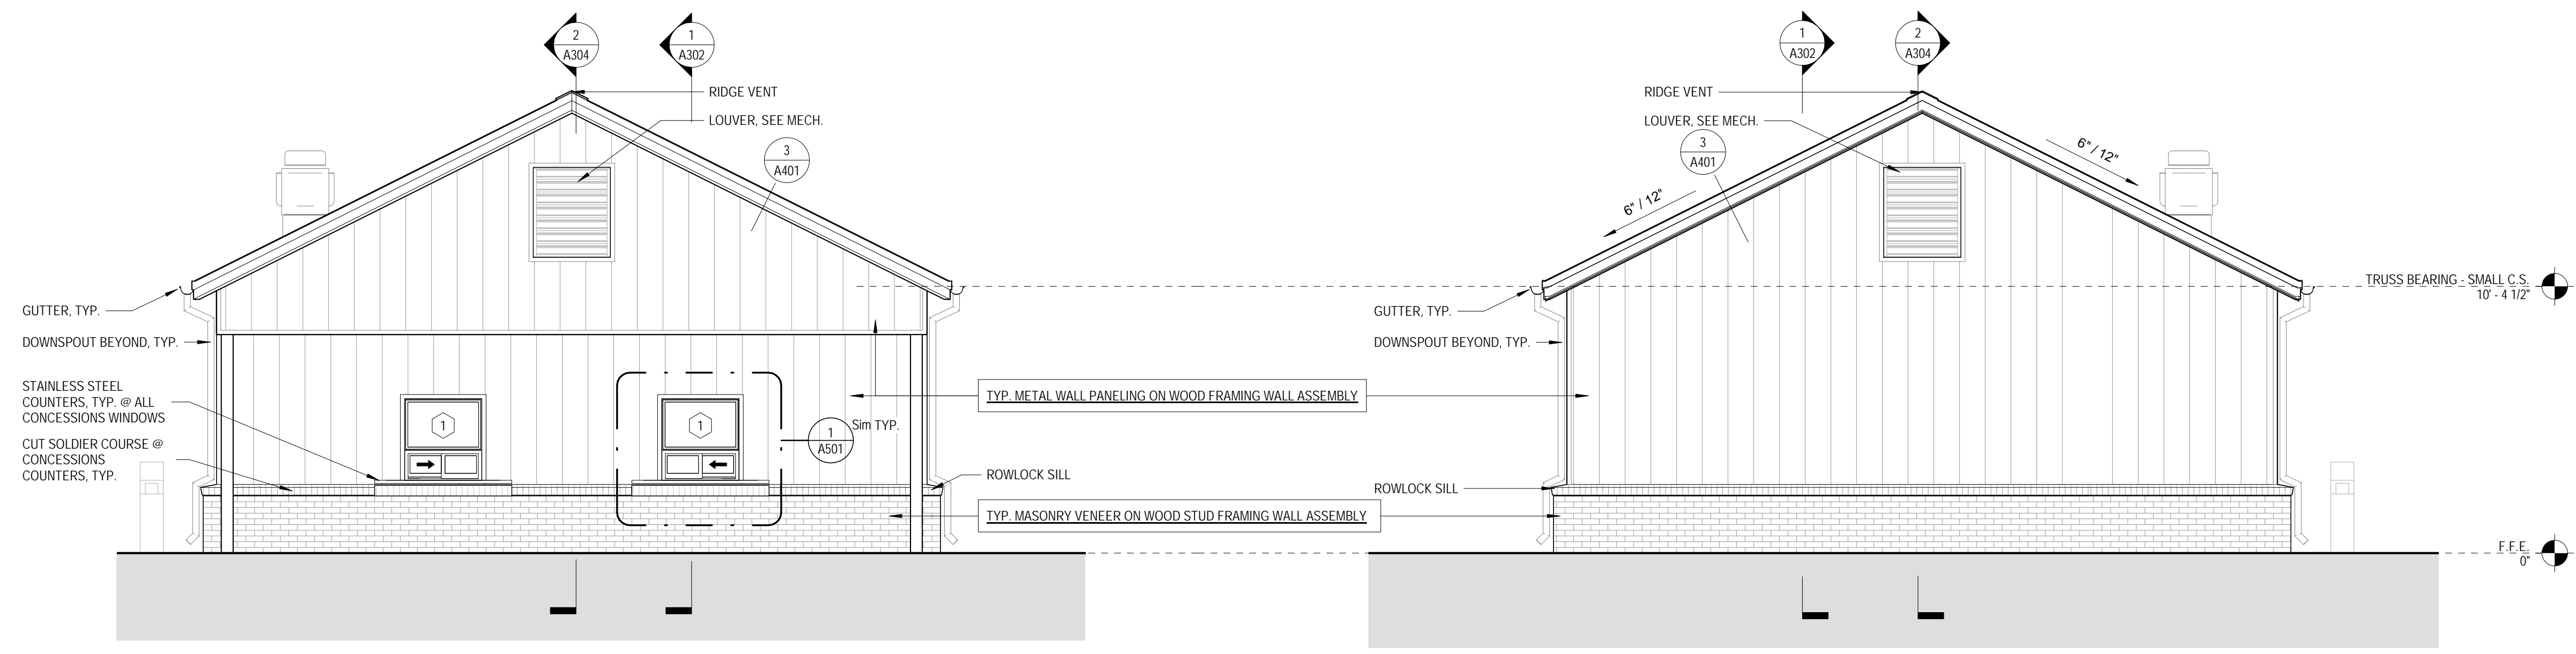 2
A304
1
A302
RIDGE VENT
LOUVER, SEE MECH.
3
A401
GUTTER, TYP.
DOWNSPOUT BEYOND, TYP.
STAINLESS STEEL
COUNTERS, TYP. @ ALL
CONCESSIONS WINDOWS
CUT SOLDIER COURSE @
CONCESSIONS
COUNTERS, TYP.
1
1
1
A501
Sim TYP.
ROWLOCK SILL
TYP. METAL WALL PANELING ON WOOD FRAMING WALL ASSEMBLY
TYP. MASONRY VENEER ON WOOD STUD FRAMING WALL ASSEMBLY
1
A302
2
A304
RIDGE VENT
LOUVER, SEE MECH.
3
A401
6" / 12"
6" / 12"
GUTTER, TYP.
DOWNSPOUT BEYOND, TYP.
ROWLOCK SILL
TRUSS BEARING - SMALL C.S.
10' - 4 1/2"
F.F.E.
0"